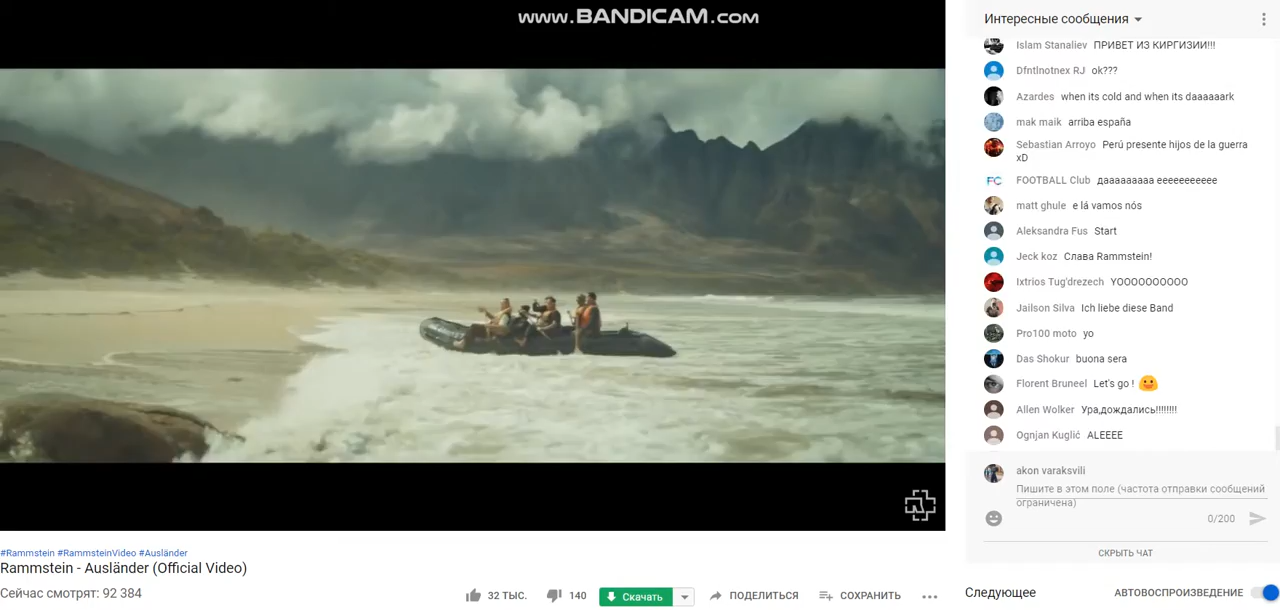 www.BANDICAM.com
Интересные сообщения
Islam Stanaliev ПРИВЕТ ИЗ КИРГИЗИИ!!!
Dfntlnotnex RJ ok???
Azardes when its cold and when its daaaaaark
mak maik arriba españa
Sebastian Arroyo Perú presente hijos de la guerra
xD
FOOTBALL Club дааааааааа еееееееееее
matt ghule e lá vamos nós
Aleksandra Fus Start
Jeck koz Слава Rammstein!
Ixtrios Tug'drezech YOOOOOOOOOO
Jailson Silva Ich liebe diese Band
Pro100 moto yo
Das Shokur buona sera
Florent Bruneel Let's go !
Allen Wolker Ура,дождались!!!!!!!!
Ognjan Kuglić ALEEEE
akon varaksvili
Пишите в этом поле (частота отправки сообщений
ограничена)
0/200
СКРЫТЬ ЧАТ
#Rammstein #RammsteinVideo #Ausländer
Rammstein - Ausländer (Official Video)
Сейчас смотрят: 92 384
32 ТЫС. 140 Скачать ПОДЕЛИТЬСЯ СОХРАНИТЬ
Следующее АВТОВОСПРОИЗВЕДЕНИЕ